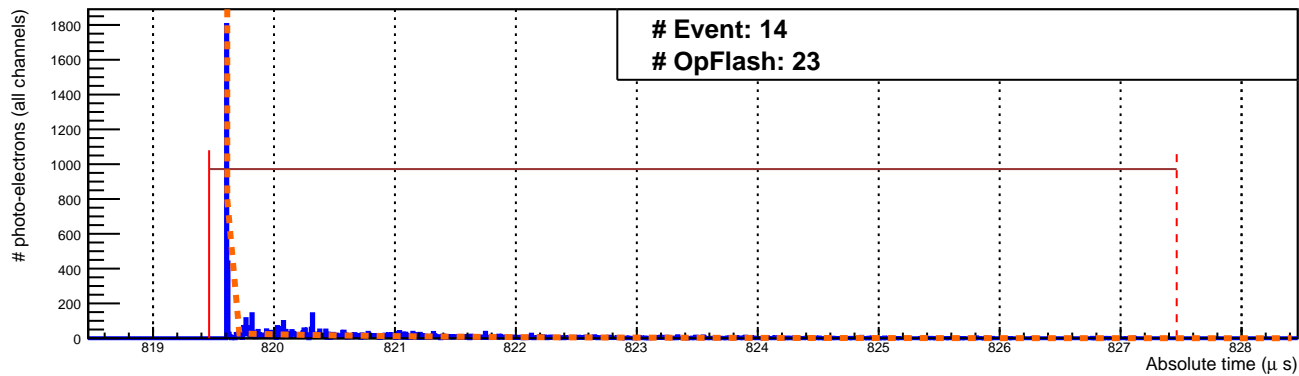 # Event: 14
# OpFlash: 23
# photo-electrons (all channels)
1800
1600
1400
1200
1000
800
600
400
200
0
819 820 821 822 823 824 825 826 827 828
Absolute time (μ s)